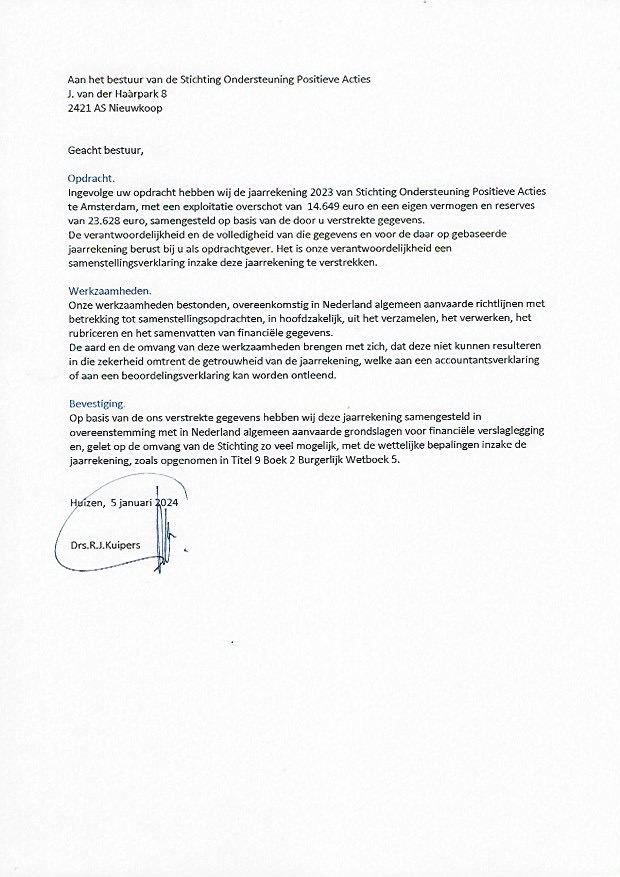 Aan het bestuur van de Stichting Ondersteuning Positieve Acties
J. van der Haarpark 8
2421 AS Nieuwkoop
Geacht bestuur,
Opdracht.
Ingevolge uw opdracht hebben wij de jaarrekening 2023 van Stichting Ondersteuning Positieve Acties
te Amsterdam, met een exploitatie overschot van 14.649 euro en een eigen vermogen en reserves
van 23.628 euro, samengesteld op basis van de door u verstrekte gegevens.
De verantwoordelijkheid en de volledigheid van die gegevens en voor de daar op gebaseerde
jaarrekening berust bij u als opdrachtgever. Het is onze verantwoordelijkheid een
samenstellingsverklaring inzake deze jaarrekening te verstrekken.
Werkzaamheden.
Onze werkzaamheden bestonden, overeenkomstig in Nederland algemeen aanvaarde richtlijnen met
betrekking tot samenstellingsopdrachten, in hoofdzakelijk, uit het verzamelen, het verwerken, het
rubriceren en het samenvatten van financiële gegevens.
De aard en de omvang van deze werkzaamheden brengen met zich, dat deze niet kunnen resulteren
in die zekerheid omtrent de getrouwheid van de jaarrekening, welke aan een accountantsverklaring
of aan een beoordelingsverklaring kan worden ontleend.
Bevestiging.
Op basis van de ons verstrekte gegevens hebben wij deze jaarrekening samengesteld in
overeenstemming met in Nederland algemeen aanvaarde grondslagen voor financiële verslaglegging
en, gelet op de omvang van de Stichting zo veel mogelijk, met de wettelijke bepalingen inzake de
jaarrekening, zoals opgenomen in Titel 9 Boek 2 Burgerlijk Wetboek 5.
Huizen, 5 januari 2024
Drs.R.J.Kuipers